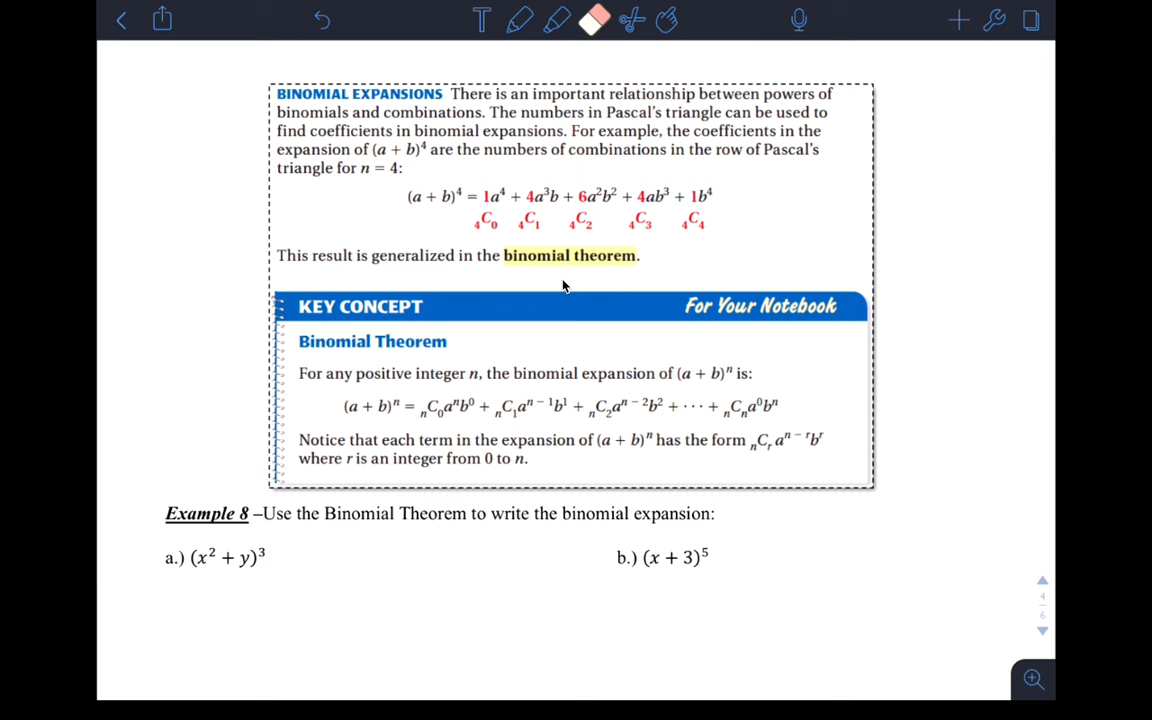 BINOMIAL EXPANSIONS There is an important relationship between powers of
binomials and combinations. The numbers in Pascal's triangle can be used to
find coefficients in binomial expansions. For example, the coefficients in the
expansion of (a + b)⁴ are the numbers of combinations in the row of Pascal's
triangle for n = 4:
(a + b)⁴ = 1a⁴ + 4a³b + 6a²b² + 4ab³ + 1b⁴
₄C₀ ₄C₁ ₄C₂ ₄C₃ ₄C₄
This result is generalized in the binomial theorem.
KEY CONCEPT For Your Notebook
Binomial Theorem
For any positive integer n, the binomial expansion of (a + b)ⁿ is:
(a + b)ⁿ = ₙC₀aⁿb⁰ + ₙC₁aⁿ⁻¹b¹ + ₙC₂aⁿ⁻²b² + ··· + ₙCₙa⁰bⁿ
Notice that each term in the expansion of (a + b)ⁿ has the form ₙCᵣ aⁿ⁻ʳbʳ
where r is an integer from 0 to n.
Example 8 –Use the Binomial Theorem to write the binomial expansion:
a.) (x² + y)³ b.) (x + 3)⁵
4
6